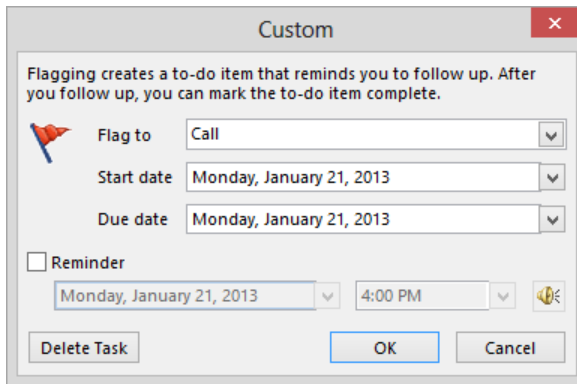 Custom
Flagging creates a to-do item that reminds you to follow up. After
you follow up, you can mark the to-do item complete.
Flag to Call
Start date Monday, January 21, 2013
Due date Monday, January 21, 2013
Reminder
Monday, January 21, 2013 4:00 PM
Delete Task OK Cancel